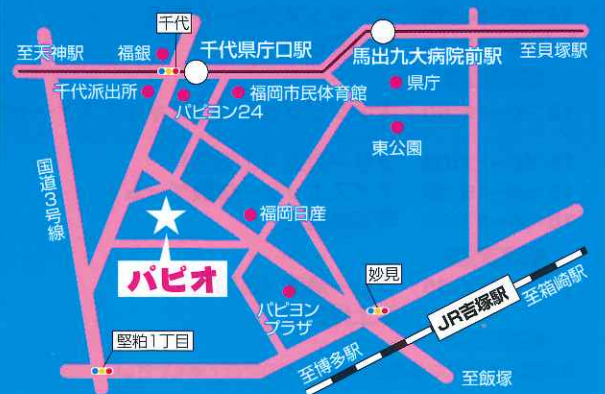 千代
至天神駅
福銀
千代県庁口駅
馬出九大病院前駅
至貝塚駅
千代派出所
パピヨン24
福岡市民体育館
県庁
東公園
国道3号線
福岡日産
パピオ
パピヨン
プラザ
妙見
JR吉塚駅
至箱崎駅
堅粕1丁目
至博多駅
至飯塚